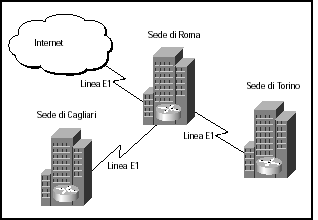 Sede di Roma
Internet
Linea E1
Sede di Torino
Sede di Cagliari
Linea E1
Linea E1